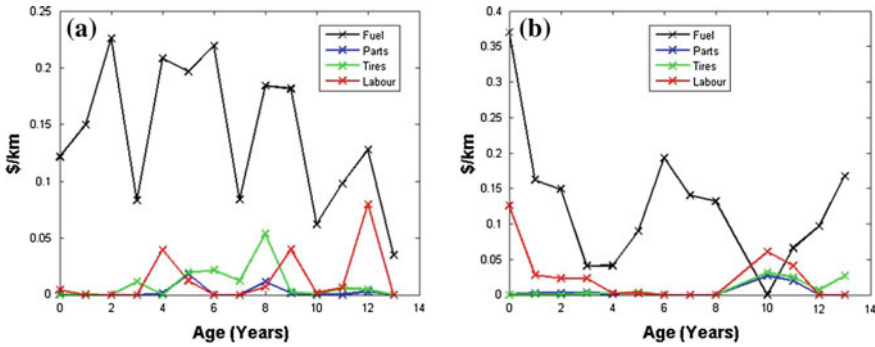 (a)
Fuel
Parts
Tires
Labour
0.25
0.2
0.15
0.1
0.05
0
$/km
0 2 4 6 8 10 12 14
Age (Years)
(b)
Fuel
Parts
Tires
Labour
0.4
0.35
0.3
0.25
0.2
0.15
0.1
0.05
0
$/km
0 2 4 6 8 10 12 14
Age (Years)